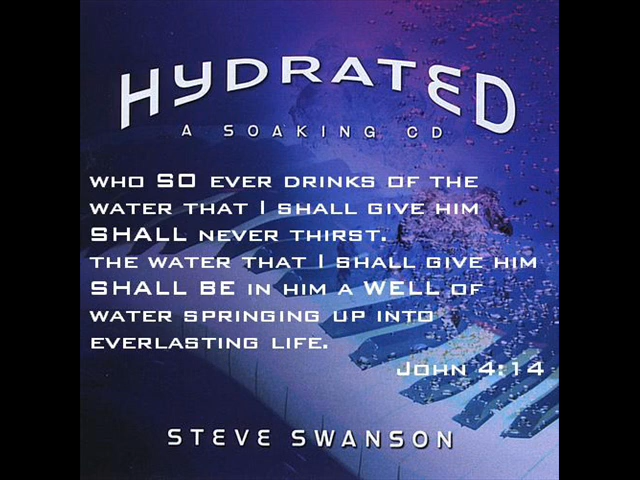 HYDRATED
A SOAKING CD
WHO SO EVER DRINKS OF THE
WATER THAT I SHALL GIVE HIM
SHALL NEVER THIRST.
THE WATER THAT I SHALL GIVE HIM
SHALL BE IN HIM A WELL OF
WATER SPRINGING UP INTO
EVERLASTING LIFE.
JOHN 4:14
STEVE SWANSON